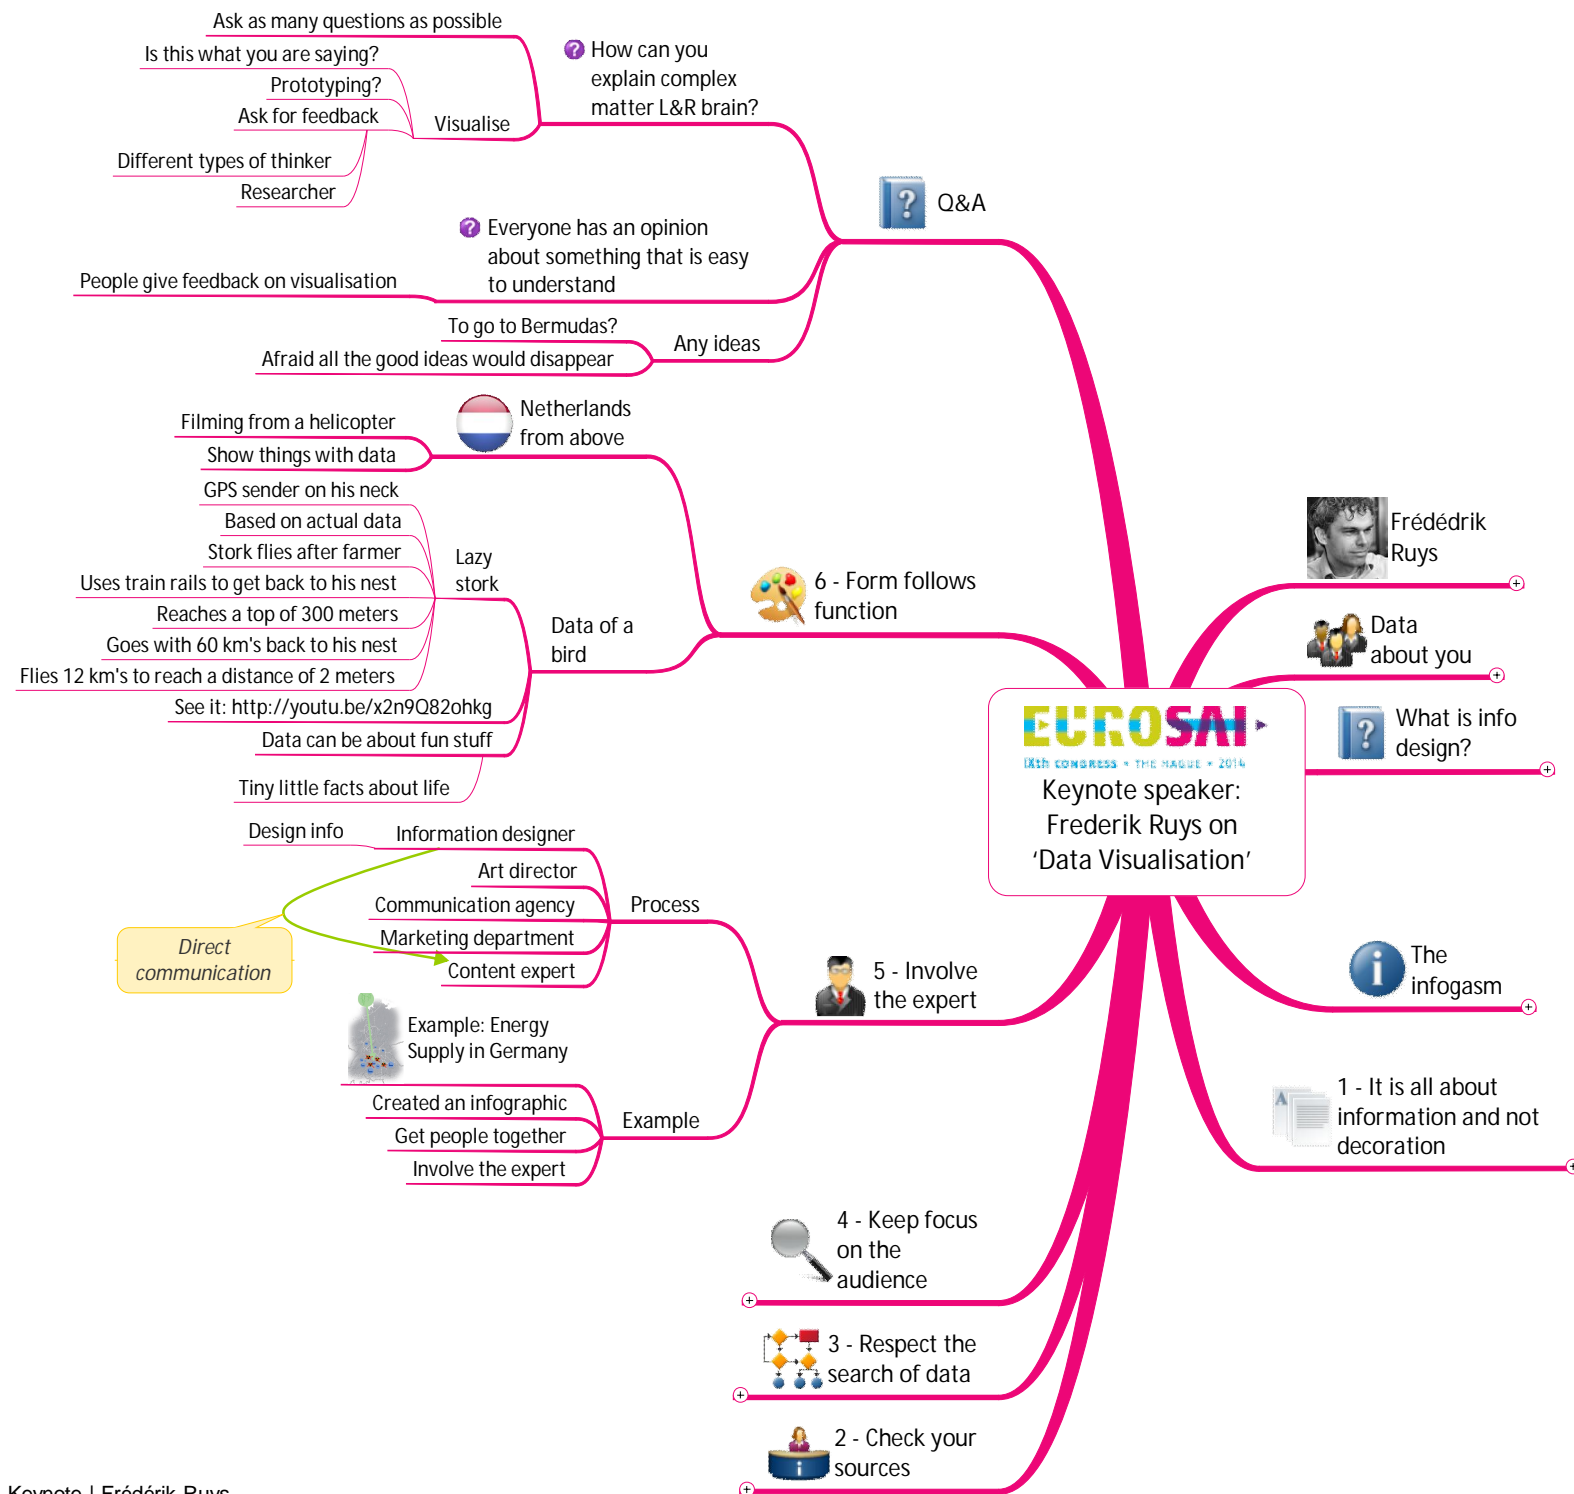 Ask as many questions as possible
Is this what you are saying?
Prototyping?
Ask for feedback
Different types of thinker
Researcher
Visualise
How can you
explain complex
matter L&R brain?
Q&A
Everyone has an opinion
about something that is easy
to understand
People give feedback on visualisation
To go to Bermudas?
Afraid all the good ideas would disappear
Any ideas
Netherlands
from above
Filming from a helicopter
Show things with data
GPS sender on his neck
Based on actual data
Stork flies after farmer
Uses train rails to get back to his nest
Reaches a top of 300 meters
Goes with 60 km's back to his nest
Flies 12 km's to reach a distance of 2 meters
Lazy
stork
See it: http://youtu.be/x2n9Q82ohkg
Data can be about fun stuff
Tiny little facts about life
Data of a
bird
6 - Form follows
function
Design info
Information designer
Art director
Communication agency
Marketing department
Content expert
Process
Direct
communication
5 - Involve
the expert
Example: Energy
Supply in Germany
Created an infographic
Get people together
Involve the expert
Example
4 - Keep focus
on the
audience
3 - Respect the
search of data
2 - Check your
sources
i
Frédédrik
Ruys
Data
about you
What is info
design?
EUROSAI
IXth CONGRESS • THE HAGUE • 2014
Keynote speaker:
Frederik Ruys on
‘Data Visualisation’
i
The
infogasm
A
1 - It is all about
information and not
decoration
Keynote | Frédérik Ruys